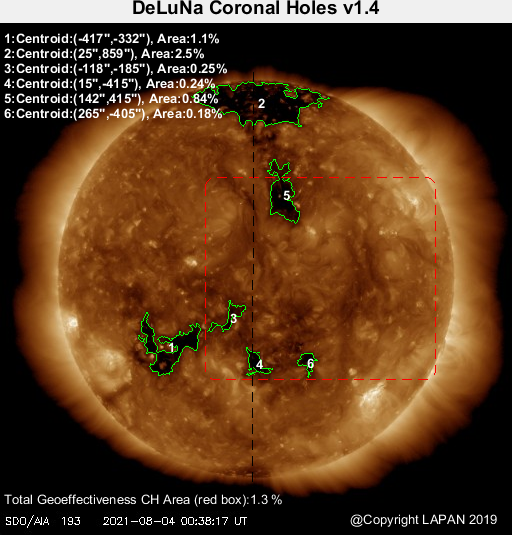 DeLuNa Coronal Holes v1.4
1:Centroid:(-417",-332"), Area:1.1%
2:Centroid:(25",859"), Area:2.5%
3:Centroid:(-118",-185"), Area:0.25%
4:Centroid:(15",-415"), Area:0.24%
5:Centroid:(142",415"), Area:0.84%
6:Centroid:(265",-405"), Area:0.18%
2
5
3
1
4
6
Total Geoeffectiveness CH Area (red box):1.3 %
SDO/AIA 193 2021-08-04 00:38:17 UT
@Copyright LAPAN 2019